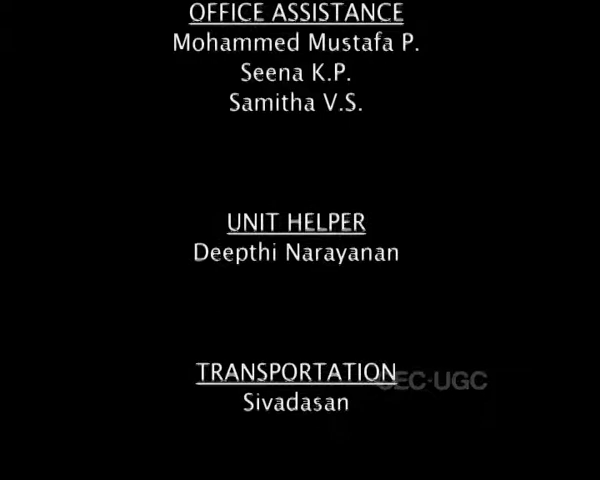 OFFICE ASSISTANCE
Mohammed Mustafa P.
Seena K.P.
Samitha V.S.
UNIT HELPER
Deepthi Narayanan
TRANSPORTATION
CEC-UGC
Sivadasan